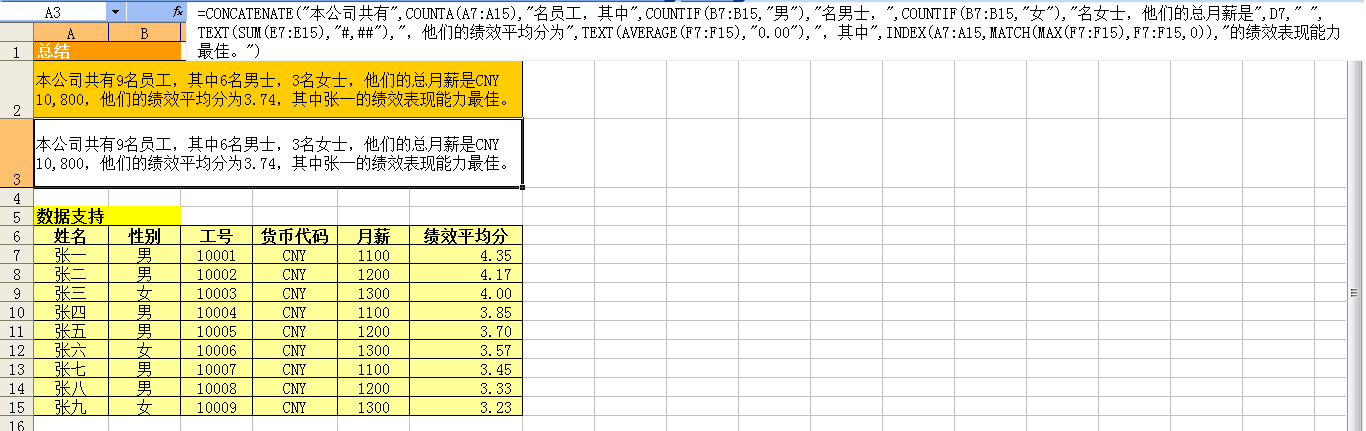 A3 fx =CONCATENATE("本公司共有",COUNTA(A7:A15),"名员工，其中",COUNTIF(B7:B15,"男"),"名男士，",COUNTIF(B7:B15,"女"),"名女士，他们的总月薪是",D7," ",
TEXT(SUM(E7:E15),"#,##"),"，他们的绩效平均分为",TEXT(AVERAGE(F7:F15),"0.00"),"，其中",INDEX(A7:A15,MATCH(MAX(F7:F15),F7:F15,0)),"的绩效表现能力
最佳。")
A B
1 总结
本公司共有9名员工，其中6名男士，3名女士，他们的总月薪是CNY
2 10,800，他们的绩效平均分为3.74，其中张一的绩效表现能力最佳。
本公司共有9名员工，其中6名男士，3名女士，他们的总月薪是CNY
10,800，他们的绩效平均分为3.74，其中张一的绩效表现能力最佳。
3
4
5 数据支持
6 姓名 性别 工号 货币代码 月薪 绩效平均分
7 张一 男 10001 CNY 1100 4.35
8 张二 男 10002 CNY 1200 4.17
9 张三 女 10003 CNY 1300 4.00
10 张四 男 10004 CNY 1100 3.85
11 张五 男 10005 CNY 1200 3.70
12 张六 女 10006 CNY 1300 3.57
13 张七 男 10007 CNY 1100 3.45
14 张八 男 10008 CNY 1200 3.33
15 张九 女 10009 CNY 1300 3.23
16